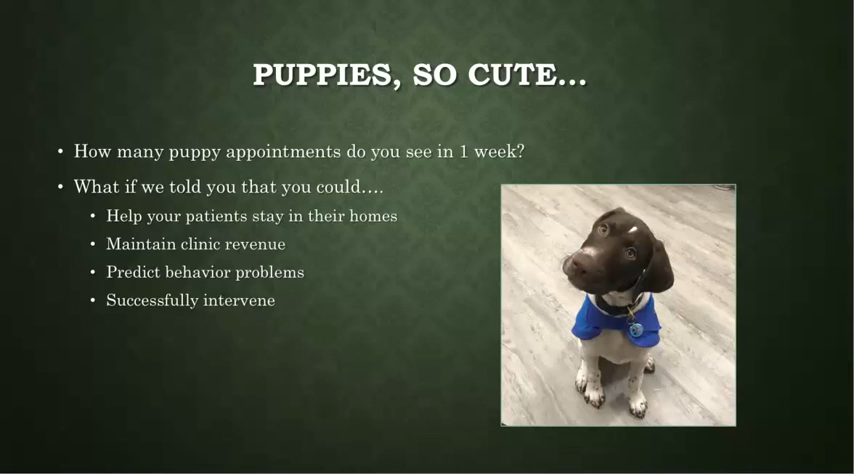 PUPPIES, SO CUTE...
• How many puppy appointments do you see in 1 week?
• What if we told you that you could....
• Help your patients stay in their homes
• Maintain clinic revenue
• Predict behavior problems
• Successfully intervene